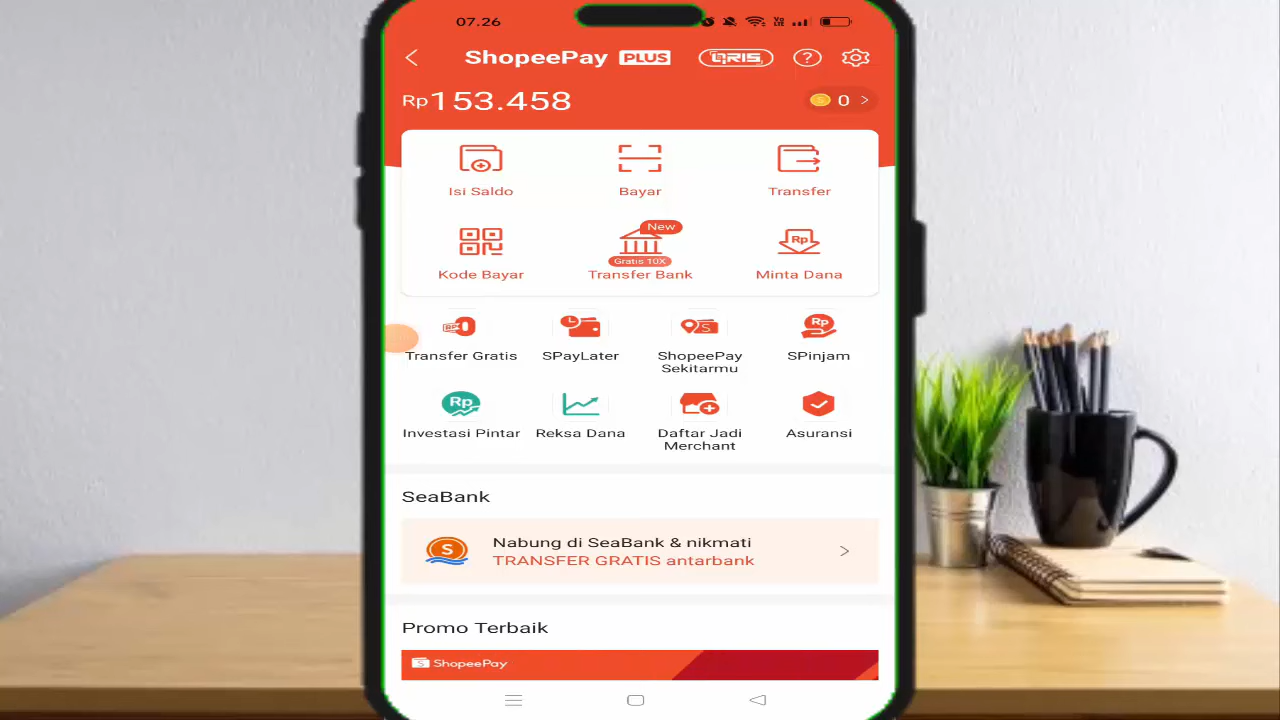 07.26
ShopeePay PLUS QRIS ?
Rp153.458
S 0
Isi Saldo
Bayar
Transfer
New
Rp
Gratis 10X
Kode Bayar
Transfer Bank
Minta Dana
S
Rp
Transfer Gratis
SPayLater
ShopeePay
Sekitarmu
SPinjam
Rp
Investasi Pintar
Reksa Dana
Daftar Jadi
Merchant
Asuransi
SeaBank
S
Nabung di SeaBank & nikmati
TRANSFER GRATIS antarbank
Promo Terbaik
S ShopeePay